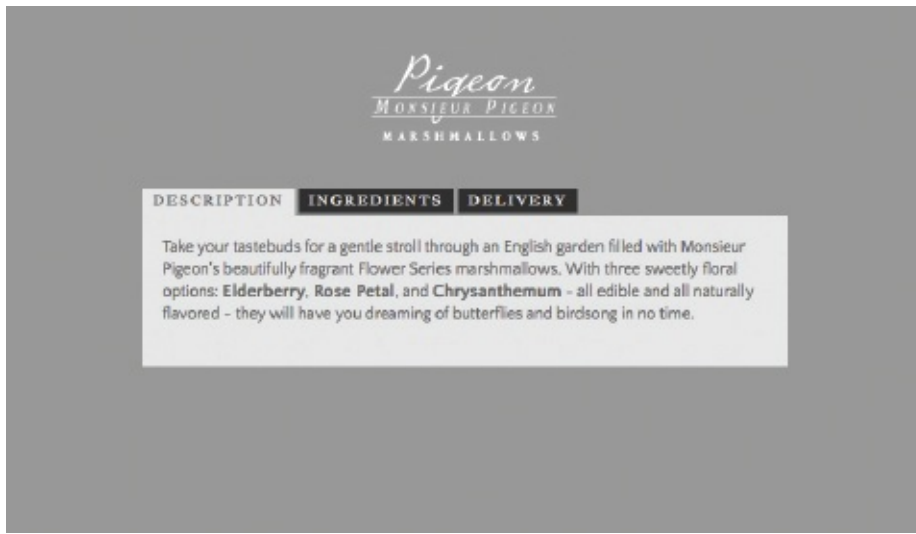 Pigeon
MONSIEUR PIGEON
MARSHMALLOWS
DESCRIPTION INGREDIENTS DELIVERY
Take your tastebuds for a gentle stroll through an English garden filled with Monsieur
Pigeon's beautifully fragrant Flower Series marshmallows. With three sweetly floral
options: Elderberry, Rose Petal, and Chrysanthemum - all edible and all naturally
flavored - they will have you dreaming of butterflies and birdsong in no time.